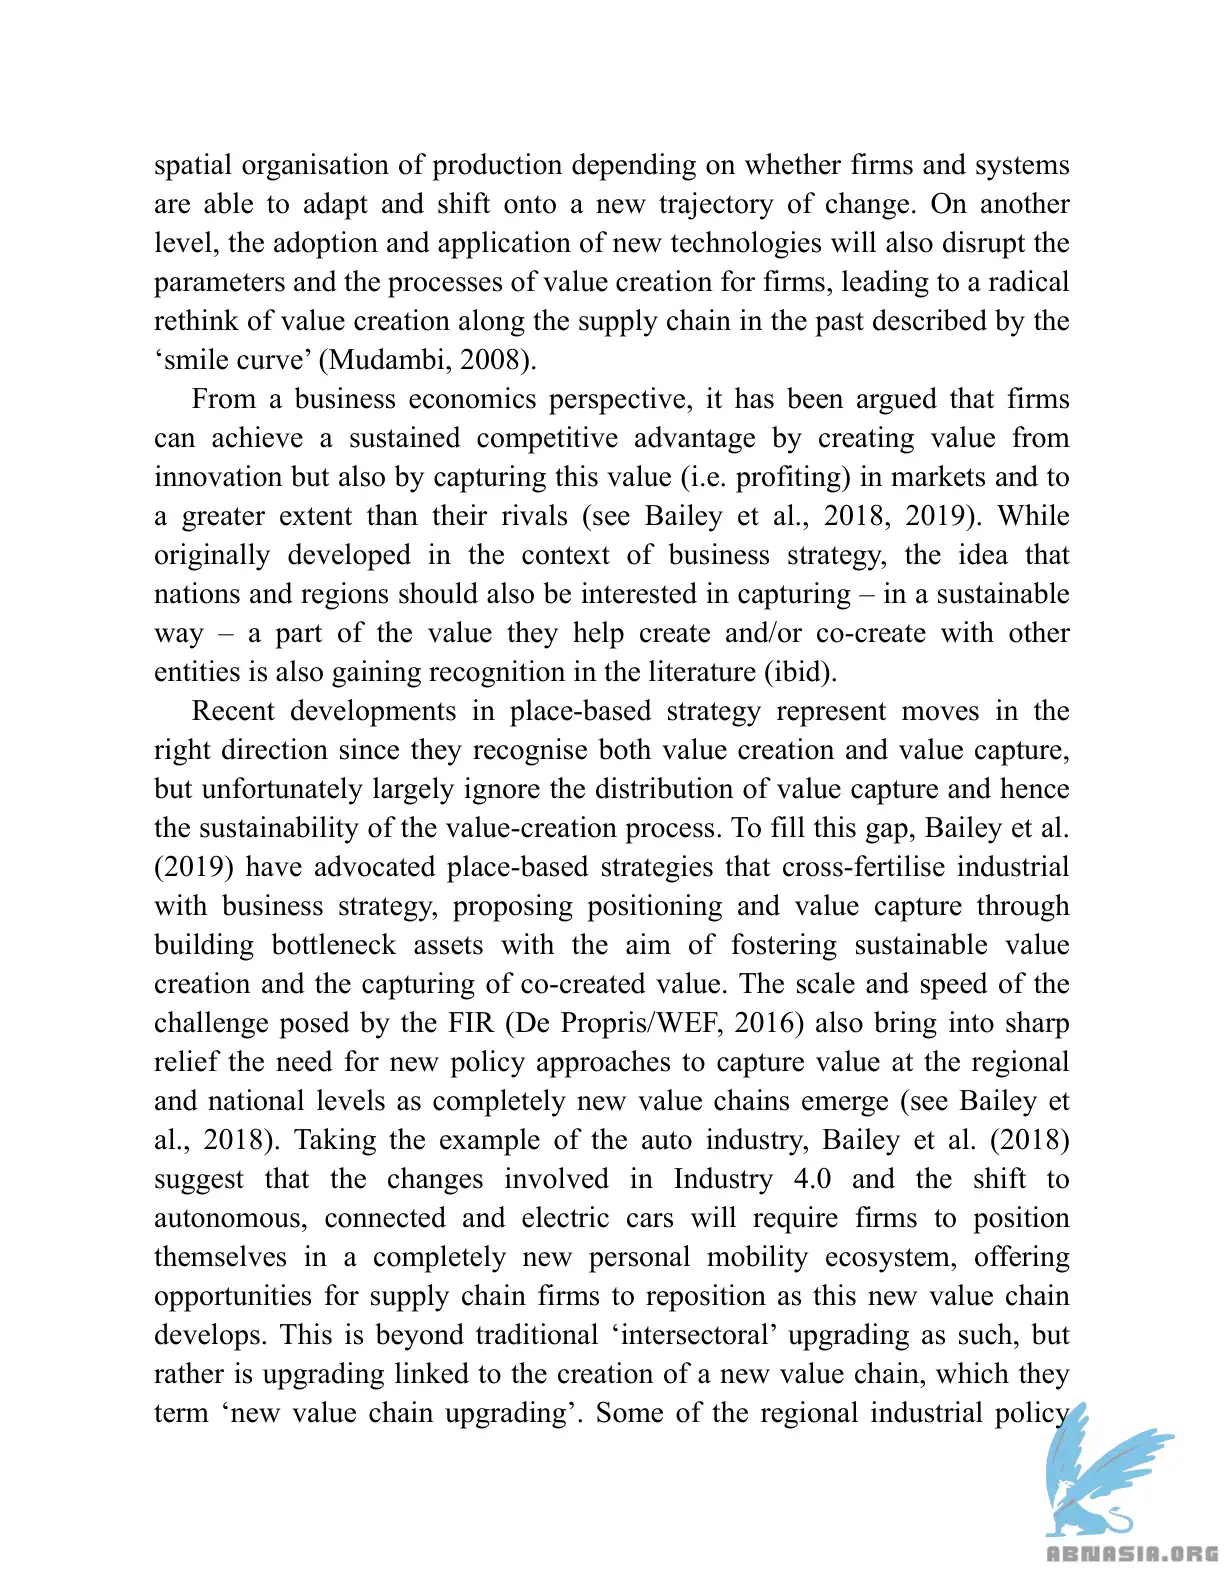 spatial organisation of production depending on whether firms and systems
are able to adapt and shift onto a new trajectory of change. On another
level, the adoption and application of new technologies will also disrupt the
parameters and the processes of value creation for firms, leading to a radical
rethink of value creation along the supply chain in the past described by the
‘smile curve’ (Mudambi, 2008).
From a business economics perspective, it has been argued that firms
can achieve a sustained competitive advantage by creating value from
innovation but also by capturing this value (i.e. profiting) in markets and to
a greater extent than their rivals (see Bailey et al., 2018, 2019). While
originally developed in the context of business strategy, the idea that
nations and regions should also be interested in capturing – in a sustainable
way – a part of the value they help create and/or co-create with other
entities is also gaining recognition in the literature (ibid).
Recent developments in place-based strategy represent moves in the
right direction since they recognise both value creation and value capture,
but unfortunately largely ignore the distribution of value capture and hence
the sustainability of the value-creation process. To fill this gap, Bailey et al.
(2019) have advocated place-based strategies that cross-fertilise industrial
with business strategy, proposing positioning and value capture through
building bottleneck assets with the aim of fostering sustainable value
creation and the capturing of co-created value. The scale and speed of the
challenge posed by the FIR (De Propris/WEF, 2016) also bring into sharp
relief the need for new policy approaches to capture value at the regional
and national levels as completely new value chains emerge (see Bailey et
al., 2018). Taking the example of the auto industry, Bailey et al. (2018)
suggest that the changes involved in Industry 4.0 and the shift to
autonomous, connected and electric cars will require firms to position
themselves in a completely new personal mobility ecosystem, offering
opportunities for supply chain firms to reposition as this new value chain
develops. This is beyond traditional ‘intersectoral’ upgrading as such, but
rather is upgrading linked to the creation of a new value chain, which they
term ‘new value chain upgrading’. Some of the regional industrial policy
ABNASIA.ORG